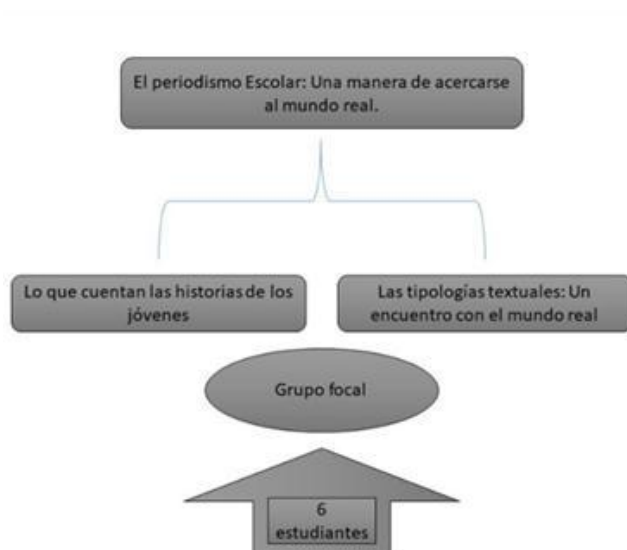 El periodismo Escolar: Una manera de acercarse
al mundo real.
Lo que cuentan las historias de los
jóvenes
Las tipologías textuales: Un
encuentro con el mundo real
Grupo focal
6
estudiantes